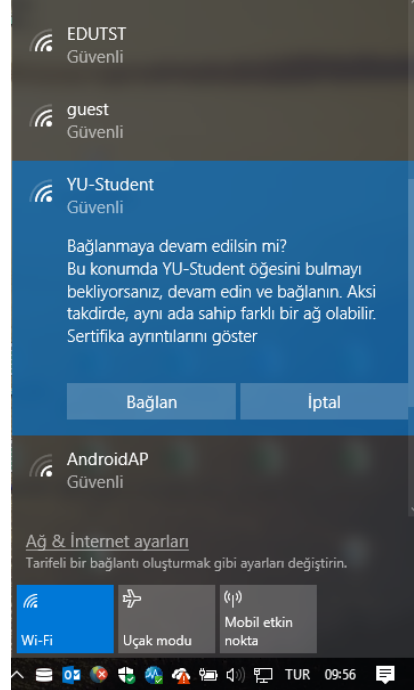 EDUTST
Güvenli
guest
Güvenli
YU-Student
Güvenli
Bağlanmaya devam edilsin mi?
Bu konumda YU-Student öğesini bulmayı
bekliyorsanız, devam edin ve bağlanın. Aksi
takdirde, aynı ada sahip farklı bir ağ olabilir.
Sertifika ayrıntılarını göster
Bağlan
İptal
AndroidAP
Güvenli
Ağ & İnternet ayarları
Tarifeli bir bağlantı oluşturmak gibi ayarları değiştirin.
Wi-Fi
Uçak modu
Mobil etkin
nokta
TUR 09:56